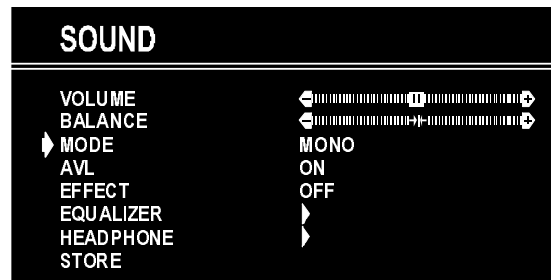 SOUND
VOLUME
BALANCE
MODE MONO
AVL ON
EFFECT OFF
EQUALIZER
HEADPHONE
STORE